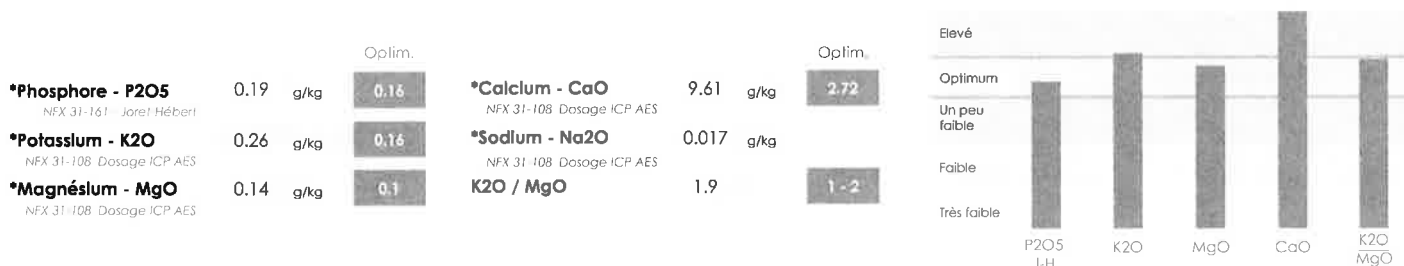 Optim.
*Phosphore - P2O5 0.19 g/kg 0.16
NFX 31-161 - Joret Hébert
*Potassium - K2O 0.26 g/kg 0.16
NFX 31-108 Dosage ICP AES
*Magnésium - MgO 0.14 g/kg 0.1
NFX 31-108 Dosage ICP AES
Optim.
*Calcium - CaO 9.61 g/kg 2.72
NFX 31-108 Dosage ICP AES
*Sodium - Na2O 0.017 g/kg
NFX 31-108 Dosage ICP AES
K2O / MgO 1.9 1 - 2
Elevé
Optimum
Un peu
faible
Faible
Très faible
P2O5
J-H
K2O
MgO
CaO
K2O
MgO